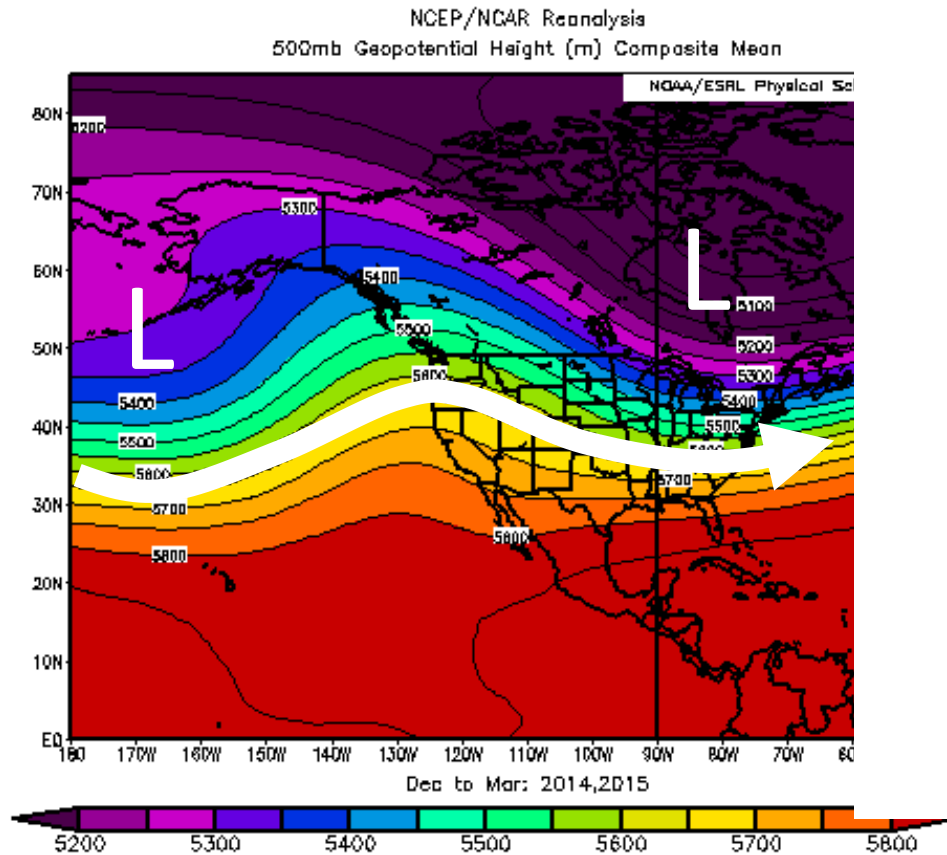 NCEP/NCAR Reanalysis
500mb Geopotential Height (m) Composite Mean
NOAA/ESRL Physical Sc
80N
5200
70N
5300
60N
5400
L
L
5100
5500
50N
5200
5300
5600
5400
5400
40N
5500
5500
5600
5600
5700
5700
30N
5800
5800
20N
10N
EQ
180 170W 160W 150W 140W 130W 120W 110W 100W 90W 80W 70W 60
Dec to Mar: 2014,2015
5200 5300 5400 5500 5600 5700 5800